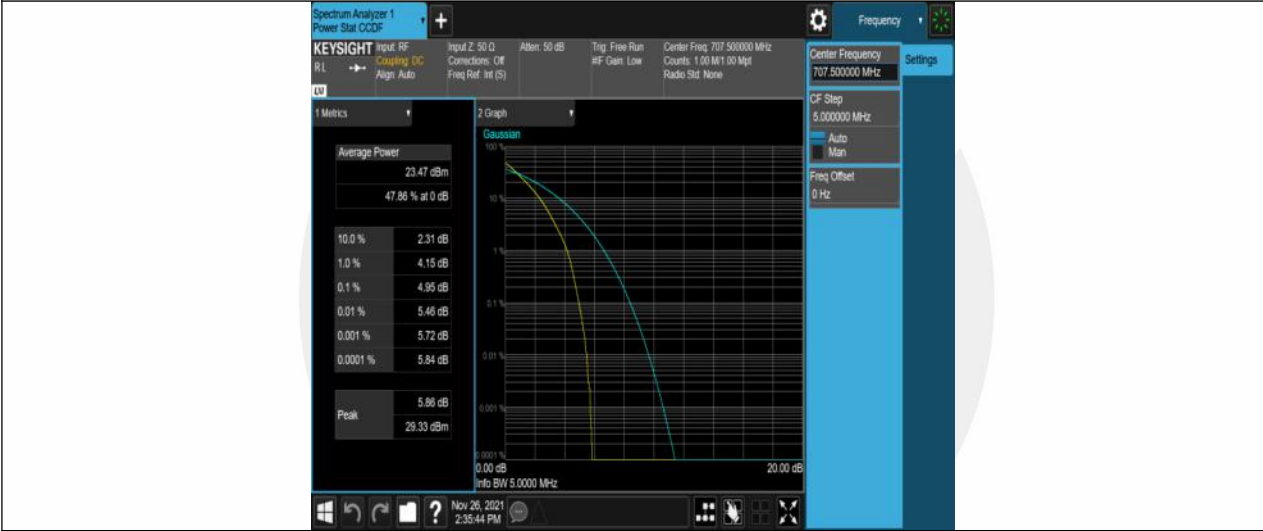 Spectrum Analyzer 1
Power Stat CCDF
+
Frequency
KEYSIGHT
R L
LV
Input: RF
Coupling: DC
Align: Auto
Input Z: 50 Ω
Corrections: Off
Freq Ref: Int (S)
Atten: 50 dB
Trig: Free Run
#IF Gain: Low
Center Freq: 707.500000 MHz
Counts: 1.00 M/1.00 Mpt
Radio Std: None
Center Frequency
707.500000 MHz
Settings
CF Step
5.000000 MHz
Auto
Man
Freq Offset
0 Hz
1 Metrics
Average Power
23.47 dBm
47.86 % at 0 dB
10.0 % 2.31 dB
1.0 % 4.15 dB
0.1 % 4.95 dB
0.01 % 5.46 dB
0.001 % 5.72 dB
0.0001 % 5.84 dB
Peak
5.86 dB
29.33 dBm
2 Graph
Gaussian
100 %
10 %
1 %
0.1 %
0.01 %
0.001 %
0.0001 %
0.00 dB 20.00 dB
Info BW 5.0000 MHz
?
Nov 26, 2021
2:35:44 PM